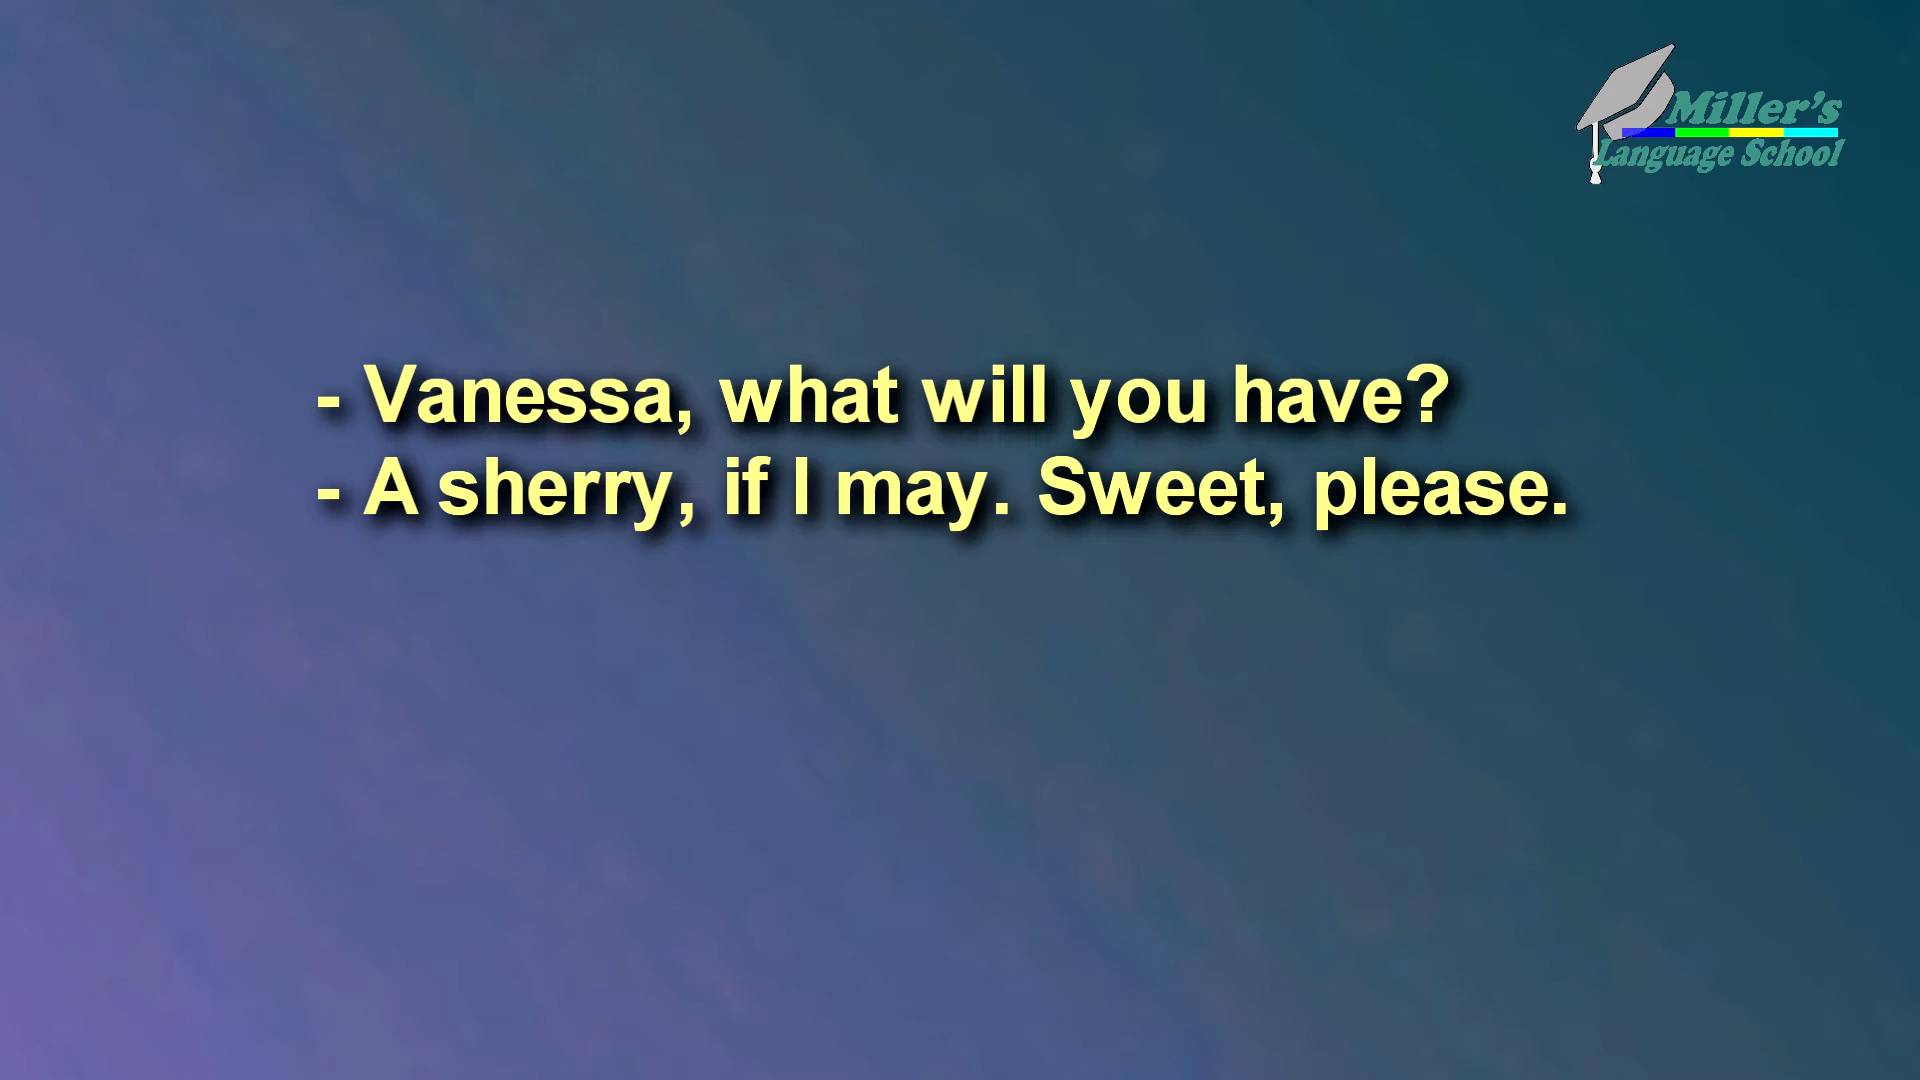 Miller's
Language School
- Vanessa, what will you have?
- A sherry, if I may. Sweet, please.